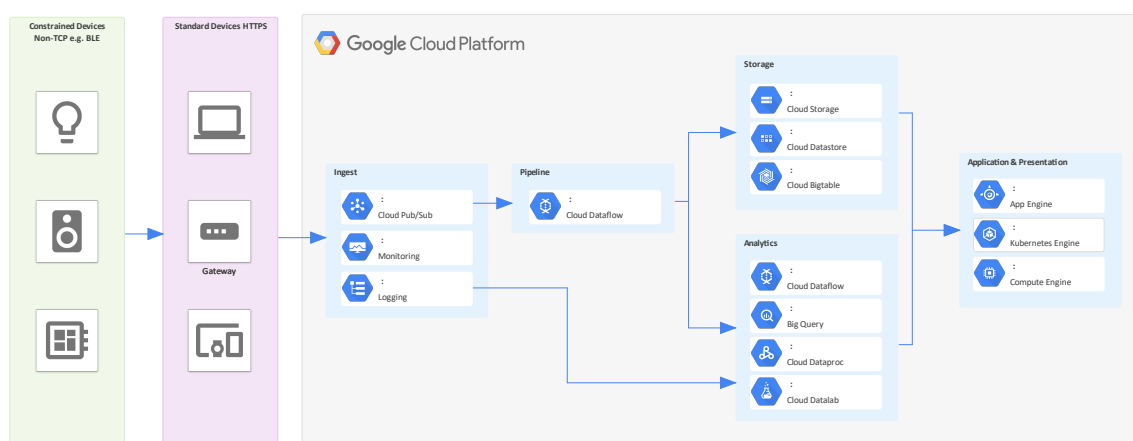 Constrained Devices
Non-TCP e.g. BLE
Standard Devices HTTPS
Gateway
Google Cloud Platform
Ingest
:
Cloud Pub/Sub
:
Monitoring
:
Logging
Pipeline
:
Cloud Dataflow
Storage
:
Cloud Storage
:
Cloud Datastore
:
Cloud Bigtable
Analytics
:
Cloud Dataflow
:
Big Query
:
Cloud Dataproc
:
Cloud Datalab
Application & Presentation
:
App Engine
:
Kubernetes Engine
:
Compute Engine